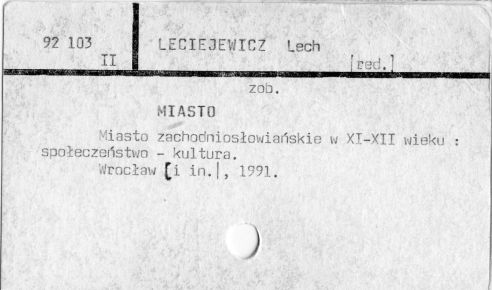 92 103 LECIEJEWICZ Lech
II [red.]
zob.
MIASTO
Miasto zachodniosłowiańskie w XI-XII wieku :
społeczeństwo - kultura.
Wrocław [i in.|, 1991.